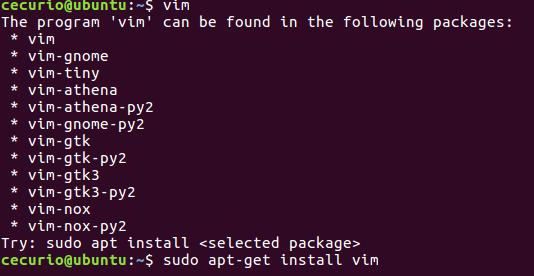 cecurio@ubuntu:~$ vim
The program 'vim' can be found in the following packages:
 * vim
 * vim-gnome
 * vim-tiny
 * vim-athena
 * vim-athena-py2
 * vim-gnome-py2
 * vim-gtk
 * vim-gtk-py2
 * vim-gtk3
 * vim-gtk3-py2
 * vim-nox
 * vim-nox-py2
Try: sudo apt install <selected package>
cecurio@ubuntu:~$ sudo apt-get install vim